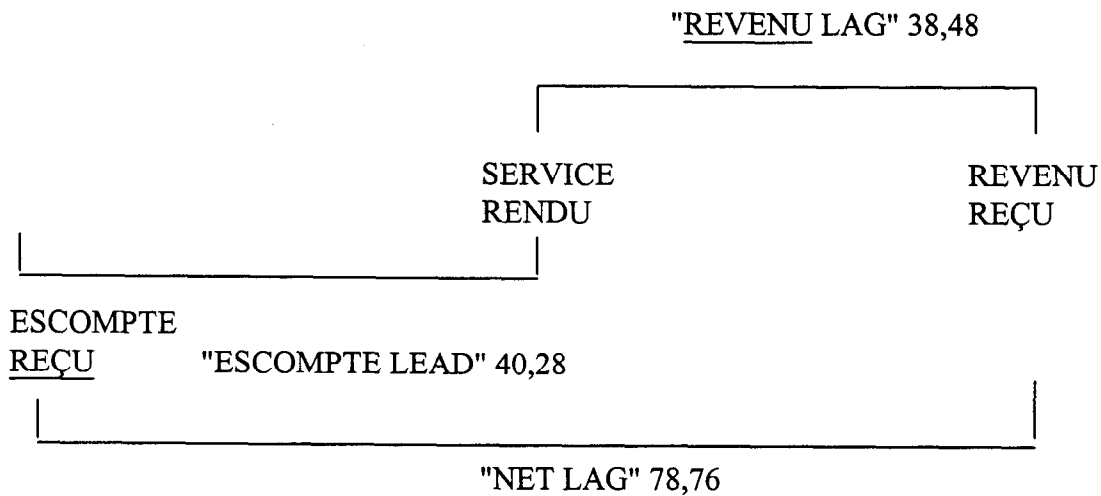 "REVENU LAG" 38,48
SERVICE
RENDU
REVENU
REÇU
ESCOMPTE
REÇU
"ESCOMPTE LEAD" 40,28
"NET LAG" 78,76